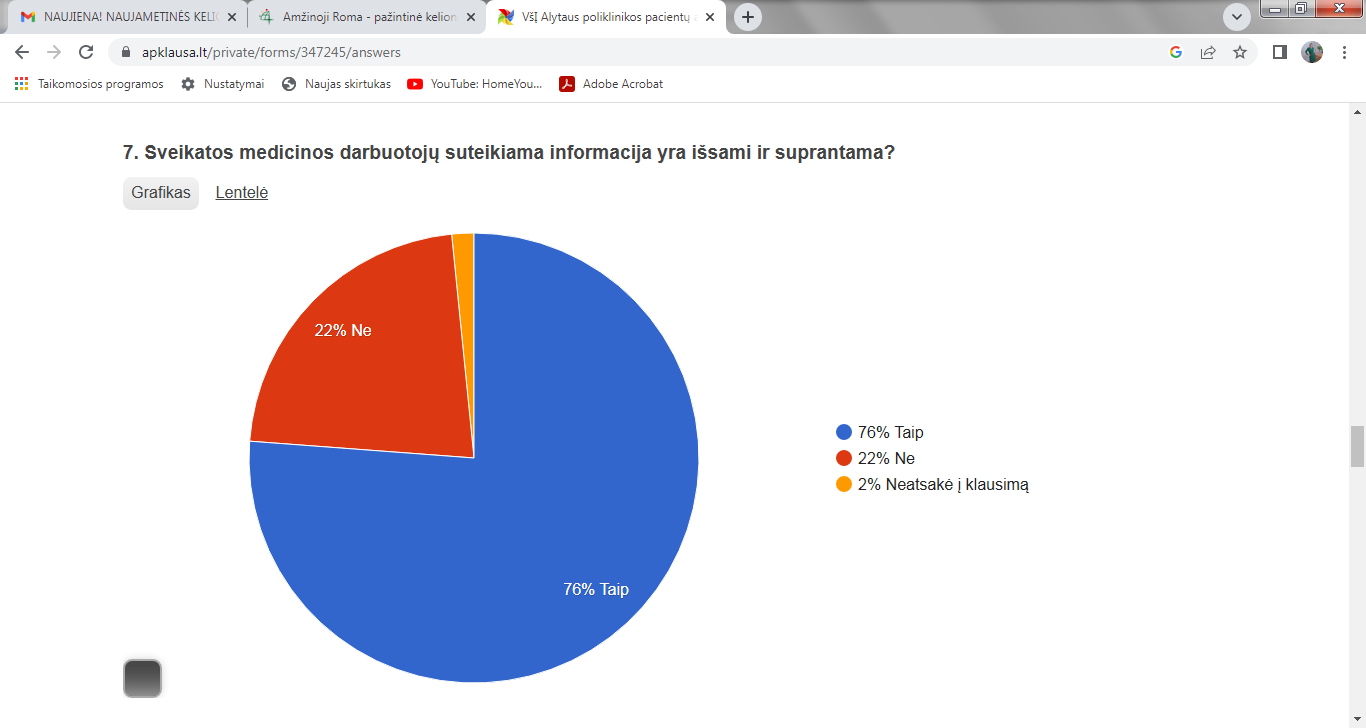 NAUJIENA! NAUJAMETINĖS KELIO
Amžinoji Roma - pažintinė kelion
VšĮ Alytaus poliklinikos pacientų a
apklausa.lt/private/forms/347245/answers
Taikomosios programos
Nustatymai
Naujas skirtukas
YouTube: HomeYou...
Adobe Acrobat
7. Sveikatos medicinos darbuotojų suteikiama informacija yra išsami ir suprantama?
Grafikas
Lentelė
22% Ne
76% Taip
76% Taip
22% Ne
2% Neatsakė į klausimą